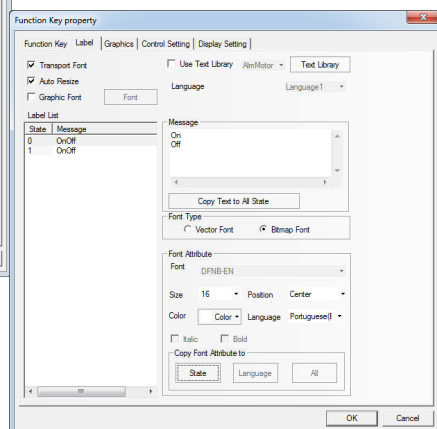 Function Key property
Function Key Label Graphics Control Setting Display Setting
Transport Font
Auto Resize
Graphic Font Font
Use Text Library AlmMotor Text Library
Language Language1
Label List
State Message
0 OnOff
1 OnOff
Message
On
Off
Copy Text to All State
Font Type
Vector Font Bitmap Font
Font Attribute
Font DFNB-EN
Size 16 Position Center
Color Color Language Portuguese(E
Italic Bold
Copy Font Attribute to
State Language All
OK Cancel